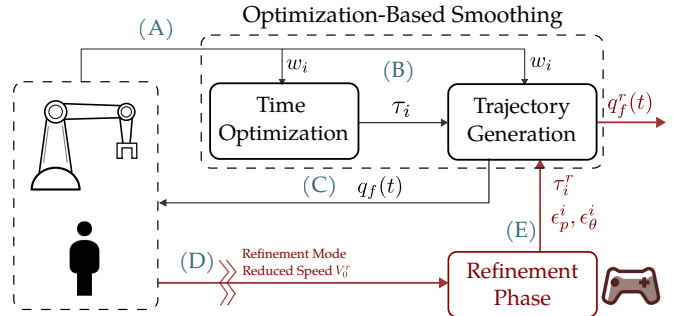 Optimization-Based Smoothing
(A)
w_i
(B)
w_i
Time
Optimization
τ_i
Trajectory
Generation
q_f^r(t)
(C)
q_f(t)
τ_i^r
ϵ_p^i, ϵ_θ^i
(E)
(D)
Refinement Mode
Reduced Speed V_0^r
Refinement
Phase